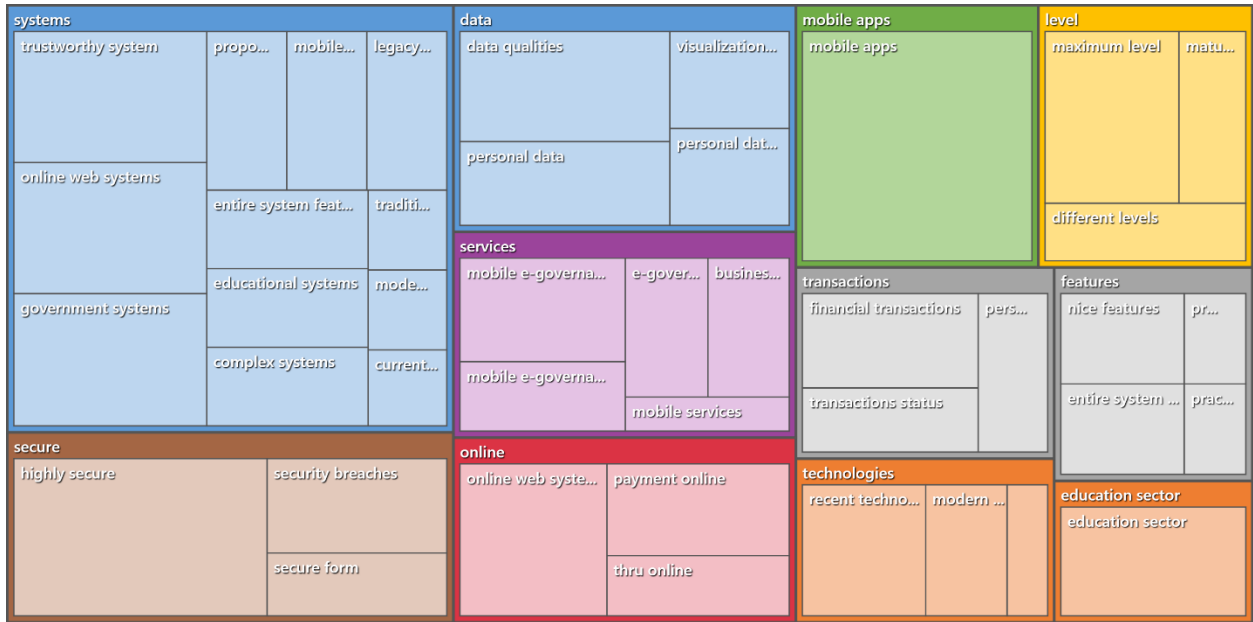 systems
trustworthy system
propo...
mobile...
legacy...
online web systems
entire system feat...
traditi...
government systems
educational systems
mode...
complex systems
current...
data
data qualities
visualization...
personal data
personal dat...
services
mobile e-governa...
e-gover...
busines...
mobile e-governa...
mobile services
mobile apps
mobile apps
level
maximum level
matu...
different levels
transactions
financial transactions
pers...
transactions status
features
nice features
pr...
entire system ...
prac...
secure
highly secure
security breaches
secure form
online
online web syste...
payment online
thru online
technologies
recent techno...
modern ...
education sector
education sector